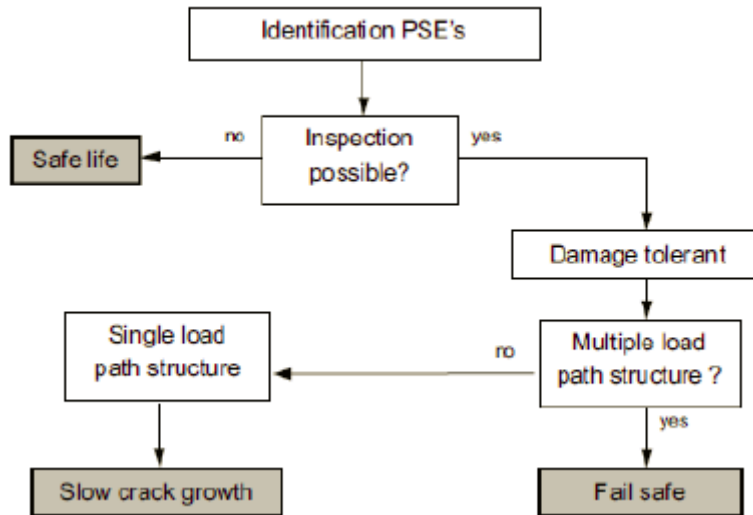 Identification PSE's
no
Inspection
possible?
yes
Safe life
Damage tolerant
Single load
path structure
no
Multiple load
path structure ?
yes
Slow crack growth
Fail safe